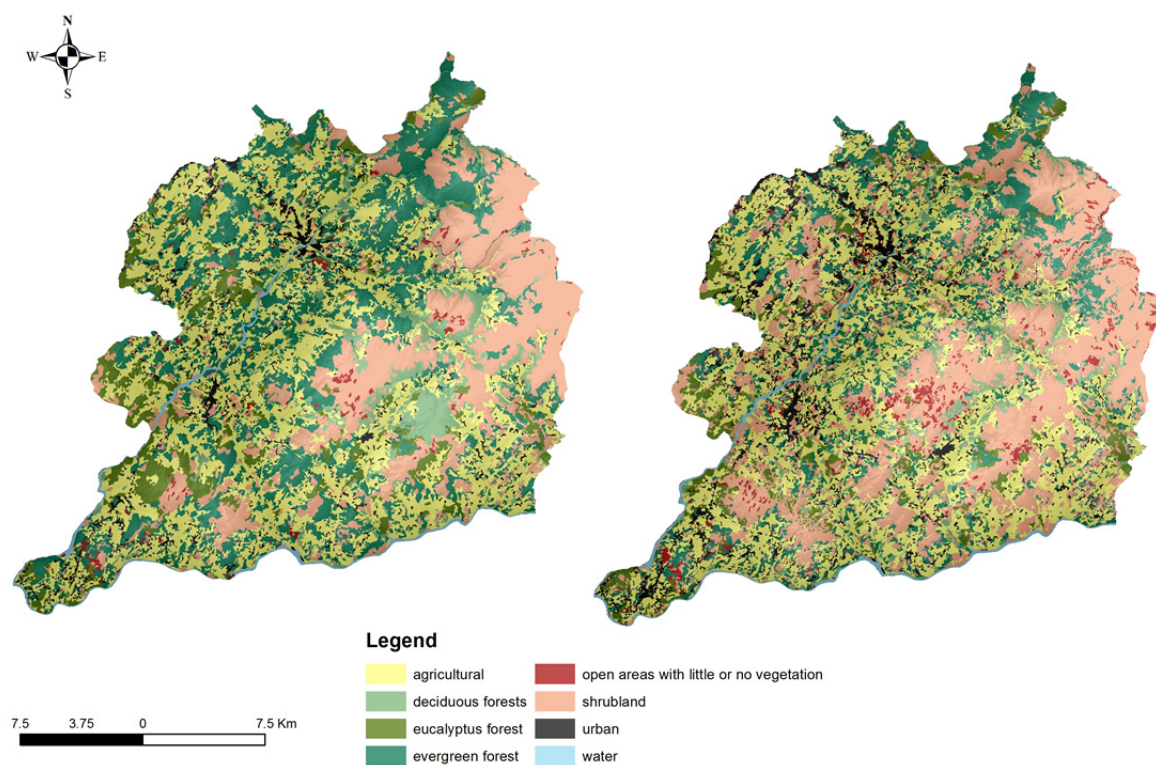 N
W E
S
Legend
agricultural
deciduous forests
eucalyptus forest
evergreen forest
open areas with little or no vegetation
shrubland
urban
water
7.5 3.75 0 7.5 Km